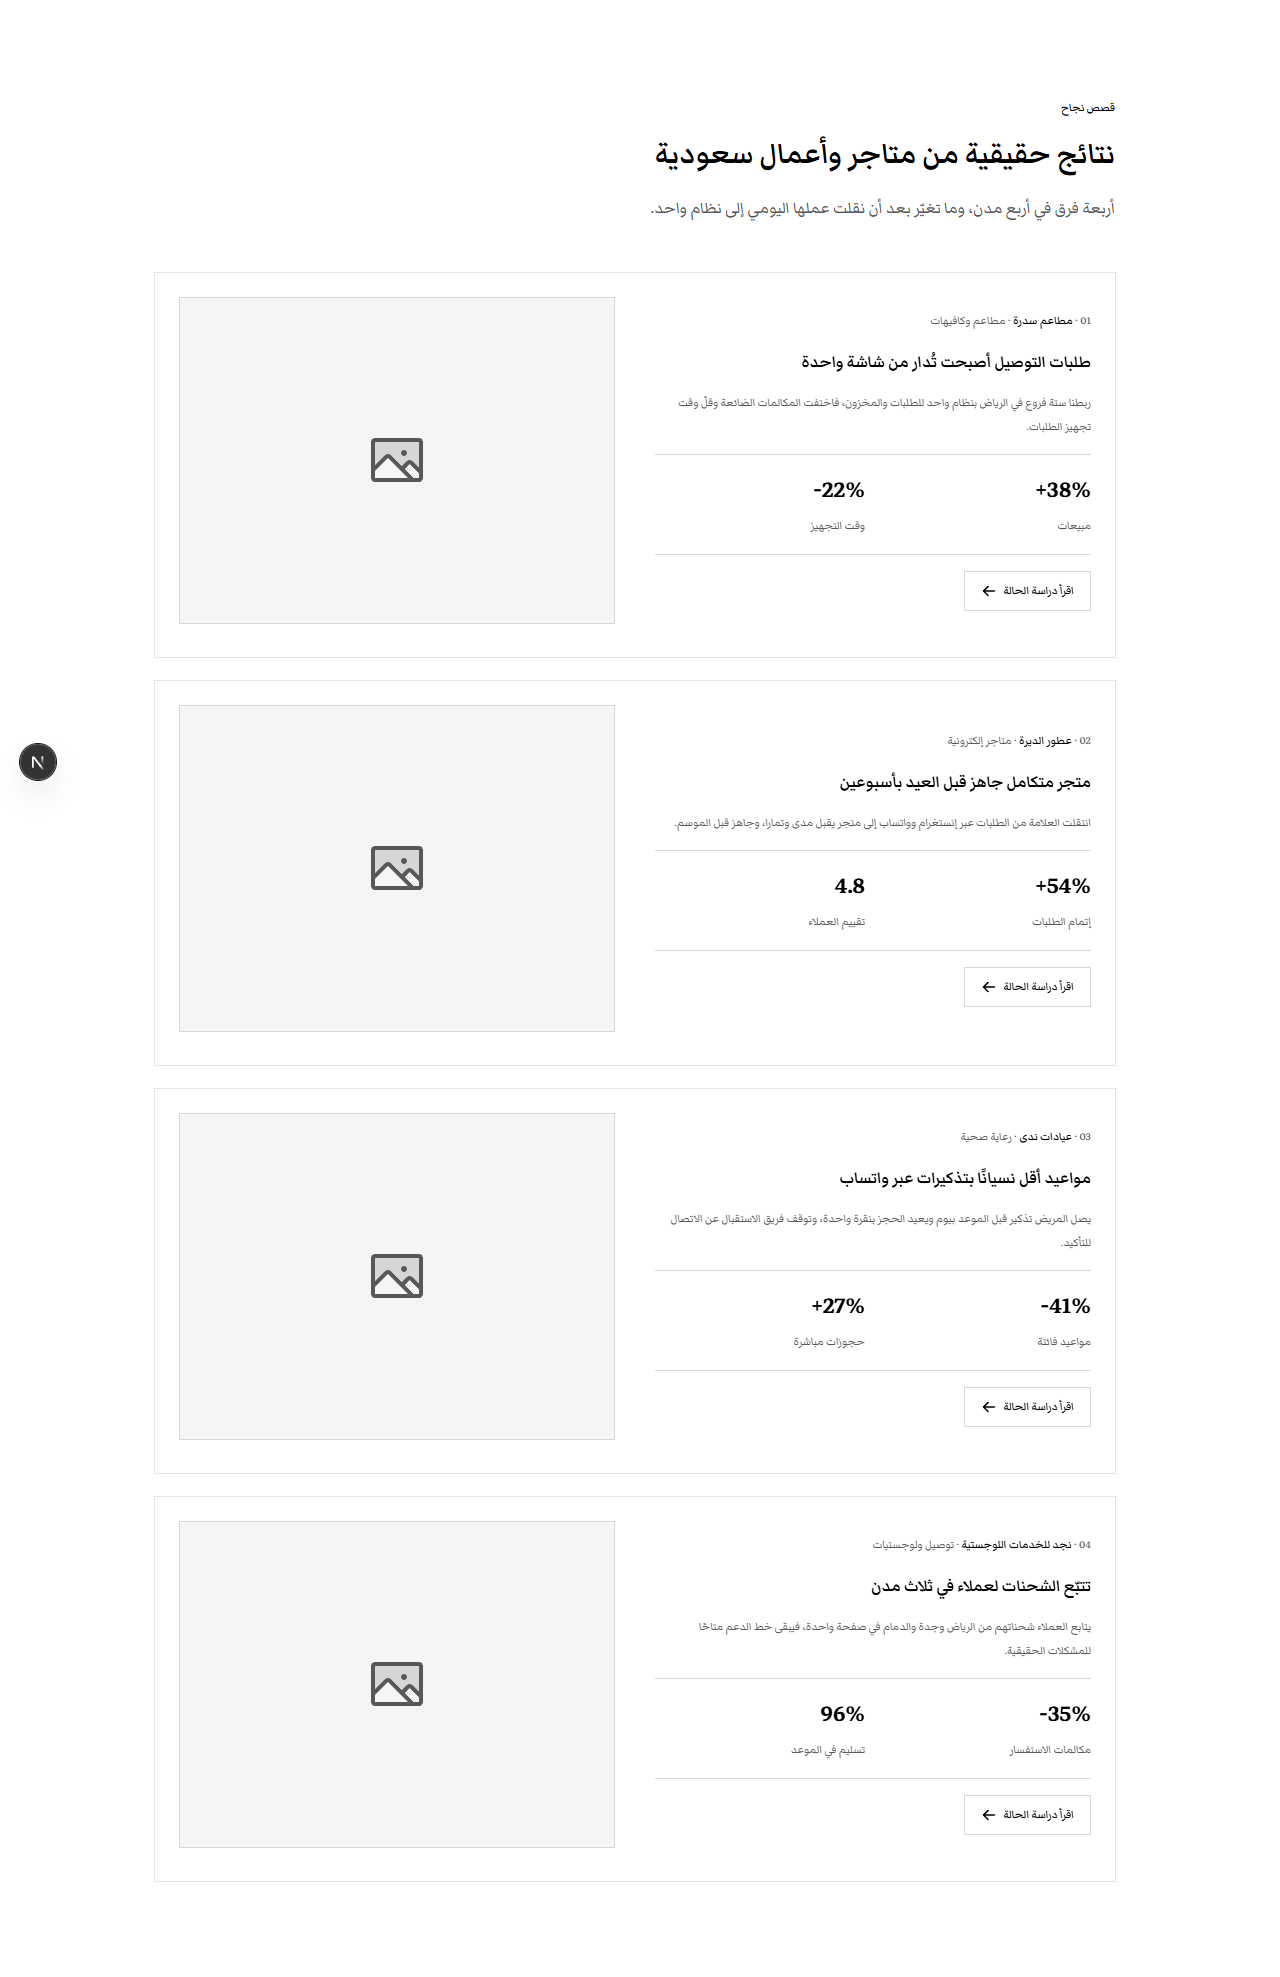 قصص نجاح
نتائج حقيقية من متاجر وأعمال سعودية
أربعة فرق في أربع مدن، وما تغيّر بعد أن نقلت عملها اليومي إلى نظام واحد.
01 · مطاعم سدرة · مطاعم وكافيهات
طلبات التوصيل أصبحت تُدار من شاشة واحدة
ربطنا ستة فروع في الرياض بنظام واحد للطلبات والمخزون، فاختفت المكالمات الضائعة وقلّ وقت
تجهيز الطلبات.
+38%
مبيعات
-22%
وقت التجهيز
اقرأ دراسة الحالة
02 · عطور الديرة · متاجر إلكترونية
متجر متكامل جاهز قبل العيد بأسبوعين
انتقلت العلامة من الطلبات عبر إنستغرام وواتساب إلى متجر يقبل مدى وتمارا، وجاهز قبل الموسم.
+54%
إتمام الطلبات
4.8
تقييم العملاء
اقرأ دراسة الحالة
03 · عيادات ندى · رعاية صحية
مواعيد أقل نسيانًا بتذكيرات عبر واتساب
يصل المريض تذكير قبل الموعد بيوم ويعيد الحجز بنقرة واحدة، وتوقف فريق الاستقبال عن الاتصال
للتأكيد.
-41%
مواعيد فائتة
+27%
حجوزات مباشرة
اقرأ دراسة الحالة
04 · نجد للخدمات اللوجستية · توصيل ولوجستيات
تتبّع الشحنات لعملاء في ثلاث مدن
يتابع العملاء شحناتهم من الرياض وجدة والدمام في صفحة واحدة، فيبقى خط الدعم متاحًا
للمشكلات الحقيقية.
-35%
مكالمات الاستفسار
96%
تسليم في الموعد
اقرأ دراسة الحالة
N